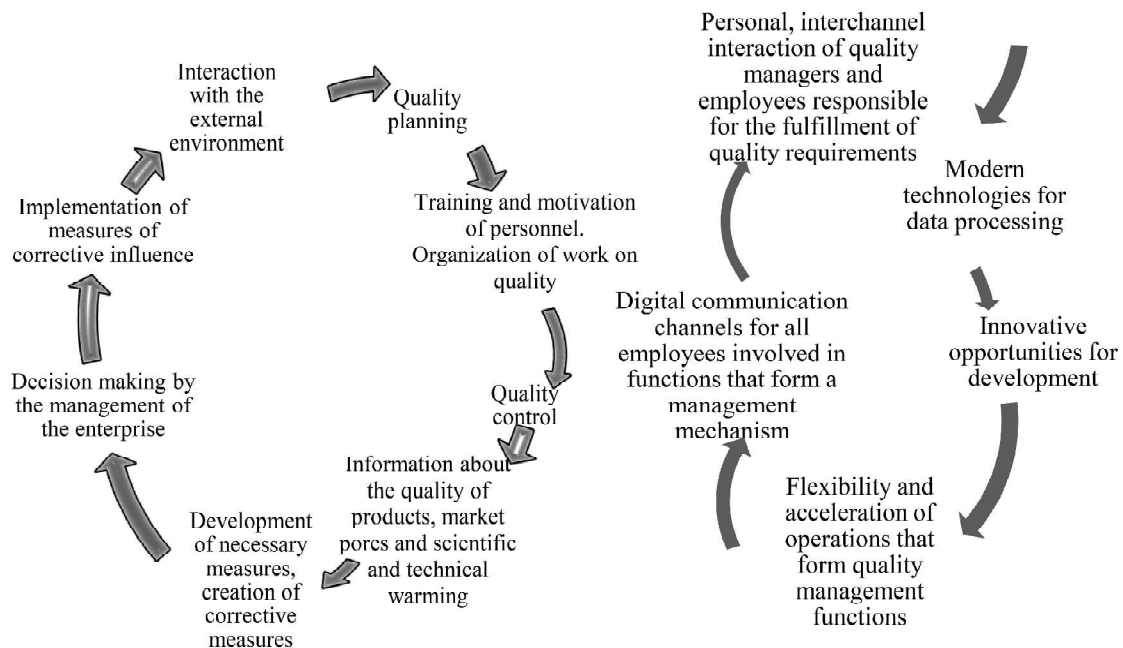 Interaction
with the
external
environment
Quality
planning
Training and motivation
of personnel.
Organization of work on
quality
Quality
control
Information about
the quality of
products, market
porcs and scientific
and technical
warming
Development
of necessary
measures,
creation of
corrective
measures
Decision making by
the management of
the enterprise
Implementation of
measures of
corrective influence
Personal, interchannel
interaction of quality
managers and
employees responsible
for the fulfillment of
quality requirements
Modern
technologies for
data processing
Innovative
opportunities for
development
Flexibility and
acceleration of
operations that
form quality
management
functions
Digital communication
channels for all
employees involved in
functions that form a
management
mechanism